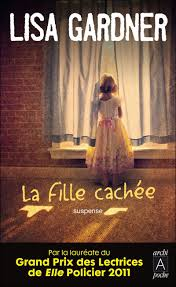 LISA GARDNER
La fille cachée
suspense
Par la lauréate du
Grand Prix des Lectrices
de Elle Policier 2011
archi
poche